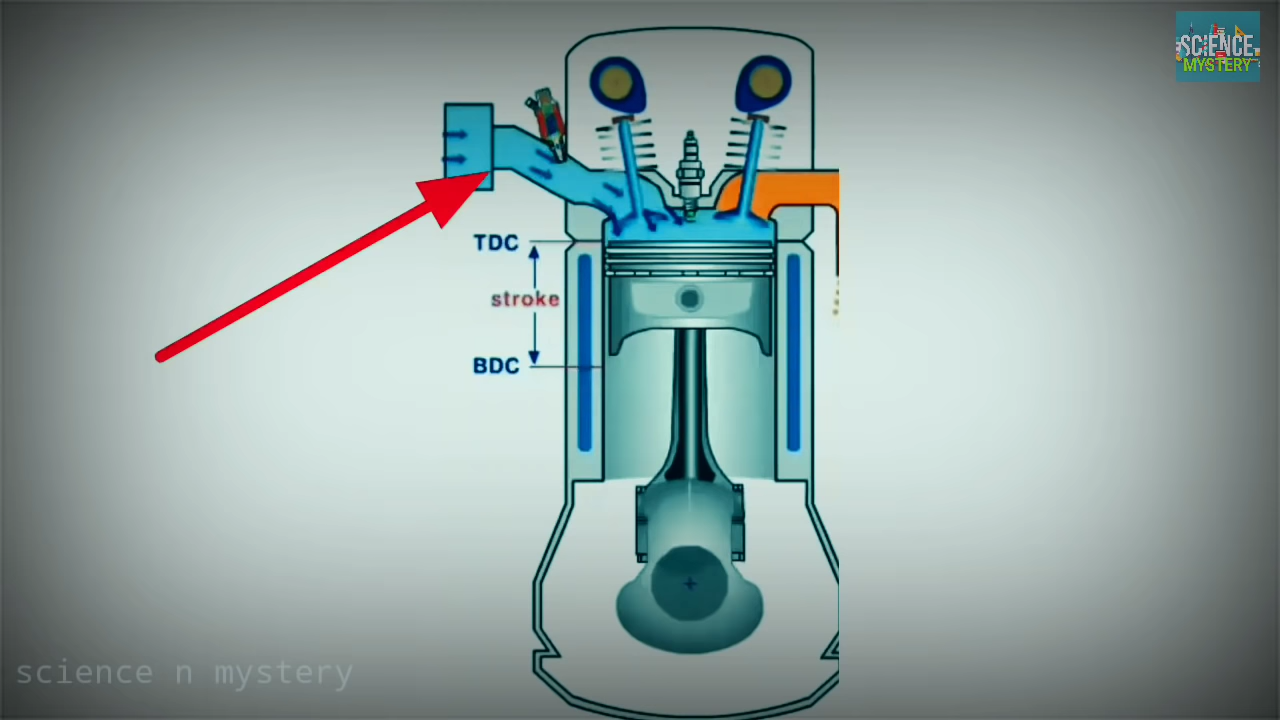 SCIENCE
MYSTERY
TDC
stroke
BDC
science n mystery